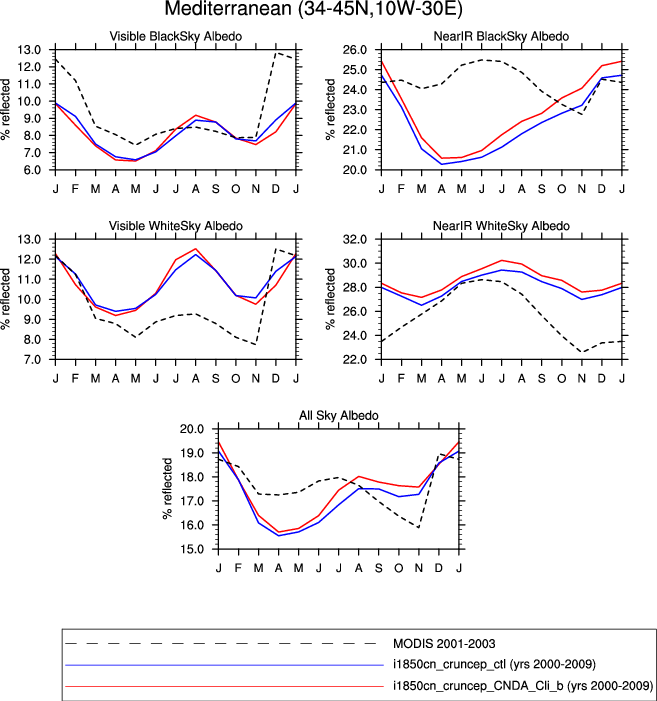 Mediterranean (34-45N,10W-30E)
Visible BlackSky Albedo
NearIR BlackSky Albedo
% reflected
13.0
12.0
11.0
10.0
9.0
8.0
7.0
6.0
J F M A M J J A S O N D J
% reflected
26.0
25.0
24.0
23.0
22.0
21.0
20.0
J F M A M J J A S O N D J
Visible WhiteSky Albedo
NearIR WhiteSky Albedo
% reflected
13.0
12.0
11.0
10.0
9.0
8.0
7.0
J F M A M J J A S O N D J
% reflected
32.0
30.0
28.0
26.0
24.0
22.0
J F M A M J J A S O N D J
All Sky Albedo
% reflected
20.0
19.0
18.0
17.0
16.0
15.0
J F M A M J J A S O N D J
MODIS 2001-2003
i1850cn_cruncep_ctl (yrs 2000-2009)
i1850cn_cruncep_CNDA_Cli_b (yrs 2000-2009)